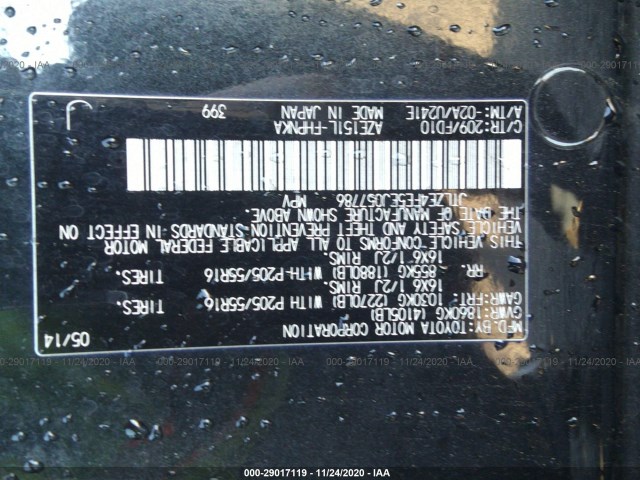 MFD.BY:TOYOTA MOTOR CORPORATION 05/14
GVWR:1860KG (4105LB)
GAWR:FRT: 1030KG (2270LB) WITH P205/55R16 TIRES.
16X6 1/2J RIMS.
RR. 855KG (1880LB) WITH P205/55R16 TIRES.
16X6 1/2J RIMS.
THIS VEHICLE CONFORMS TO ALL APPLICABLE FEDERAL MOTOR
VEHICLE SAFETY AND THEFT PREVENTION STANDARDS IN EFFECT ON
THE DATE OF MANUFACTURE SHOWN ABOVE.
JTLZE4FE5EJ057786 MPV
C/TR:209/FD10 AZE151L-FHPNKA
A/TM:-02A/U241E MADE IN JAPAN 399
000-29017119 - 11/24/2020 - IAA